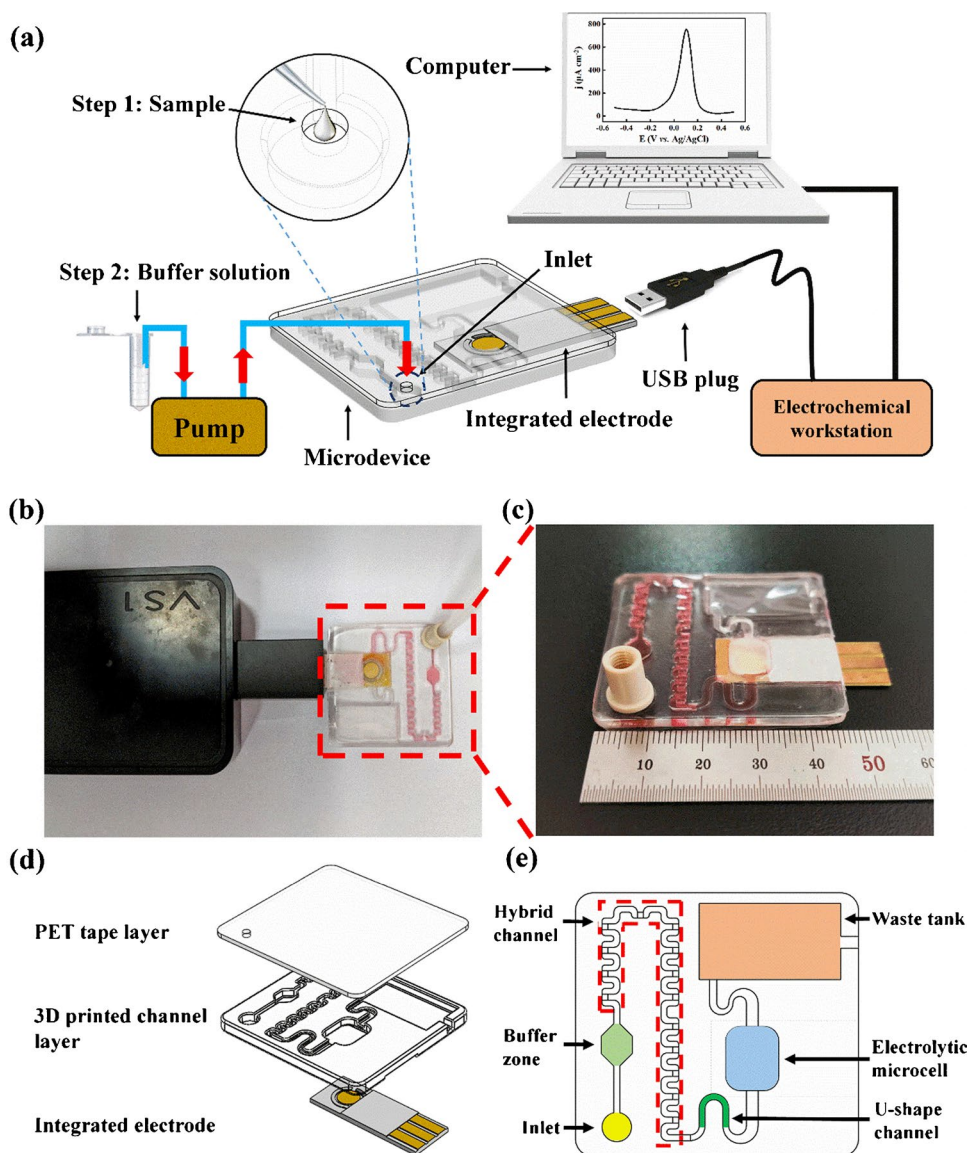 (a)
Step 1: Sample
Computer
j (μA cm⁻²)
800
600
400
200
0
-0.6
-0.4
-0.2
0.0
0.2
0.4
0.6
E (V vs. Ag/AgCl)
Step 2: Buffer solution
Inlet
USB plug
Pump
Microdevice
Integrated electrode
Electrochemical
workstation
(b)
VS1
(c)
10
20
30
40
50
60
(d)
PET tape layer
3D printed channel
layer
Integrated electrode
(e)
Hybrid
channel
Waste tank
Buffer
zone
Electrolytic
microcell
U-shape
channel
Inlet